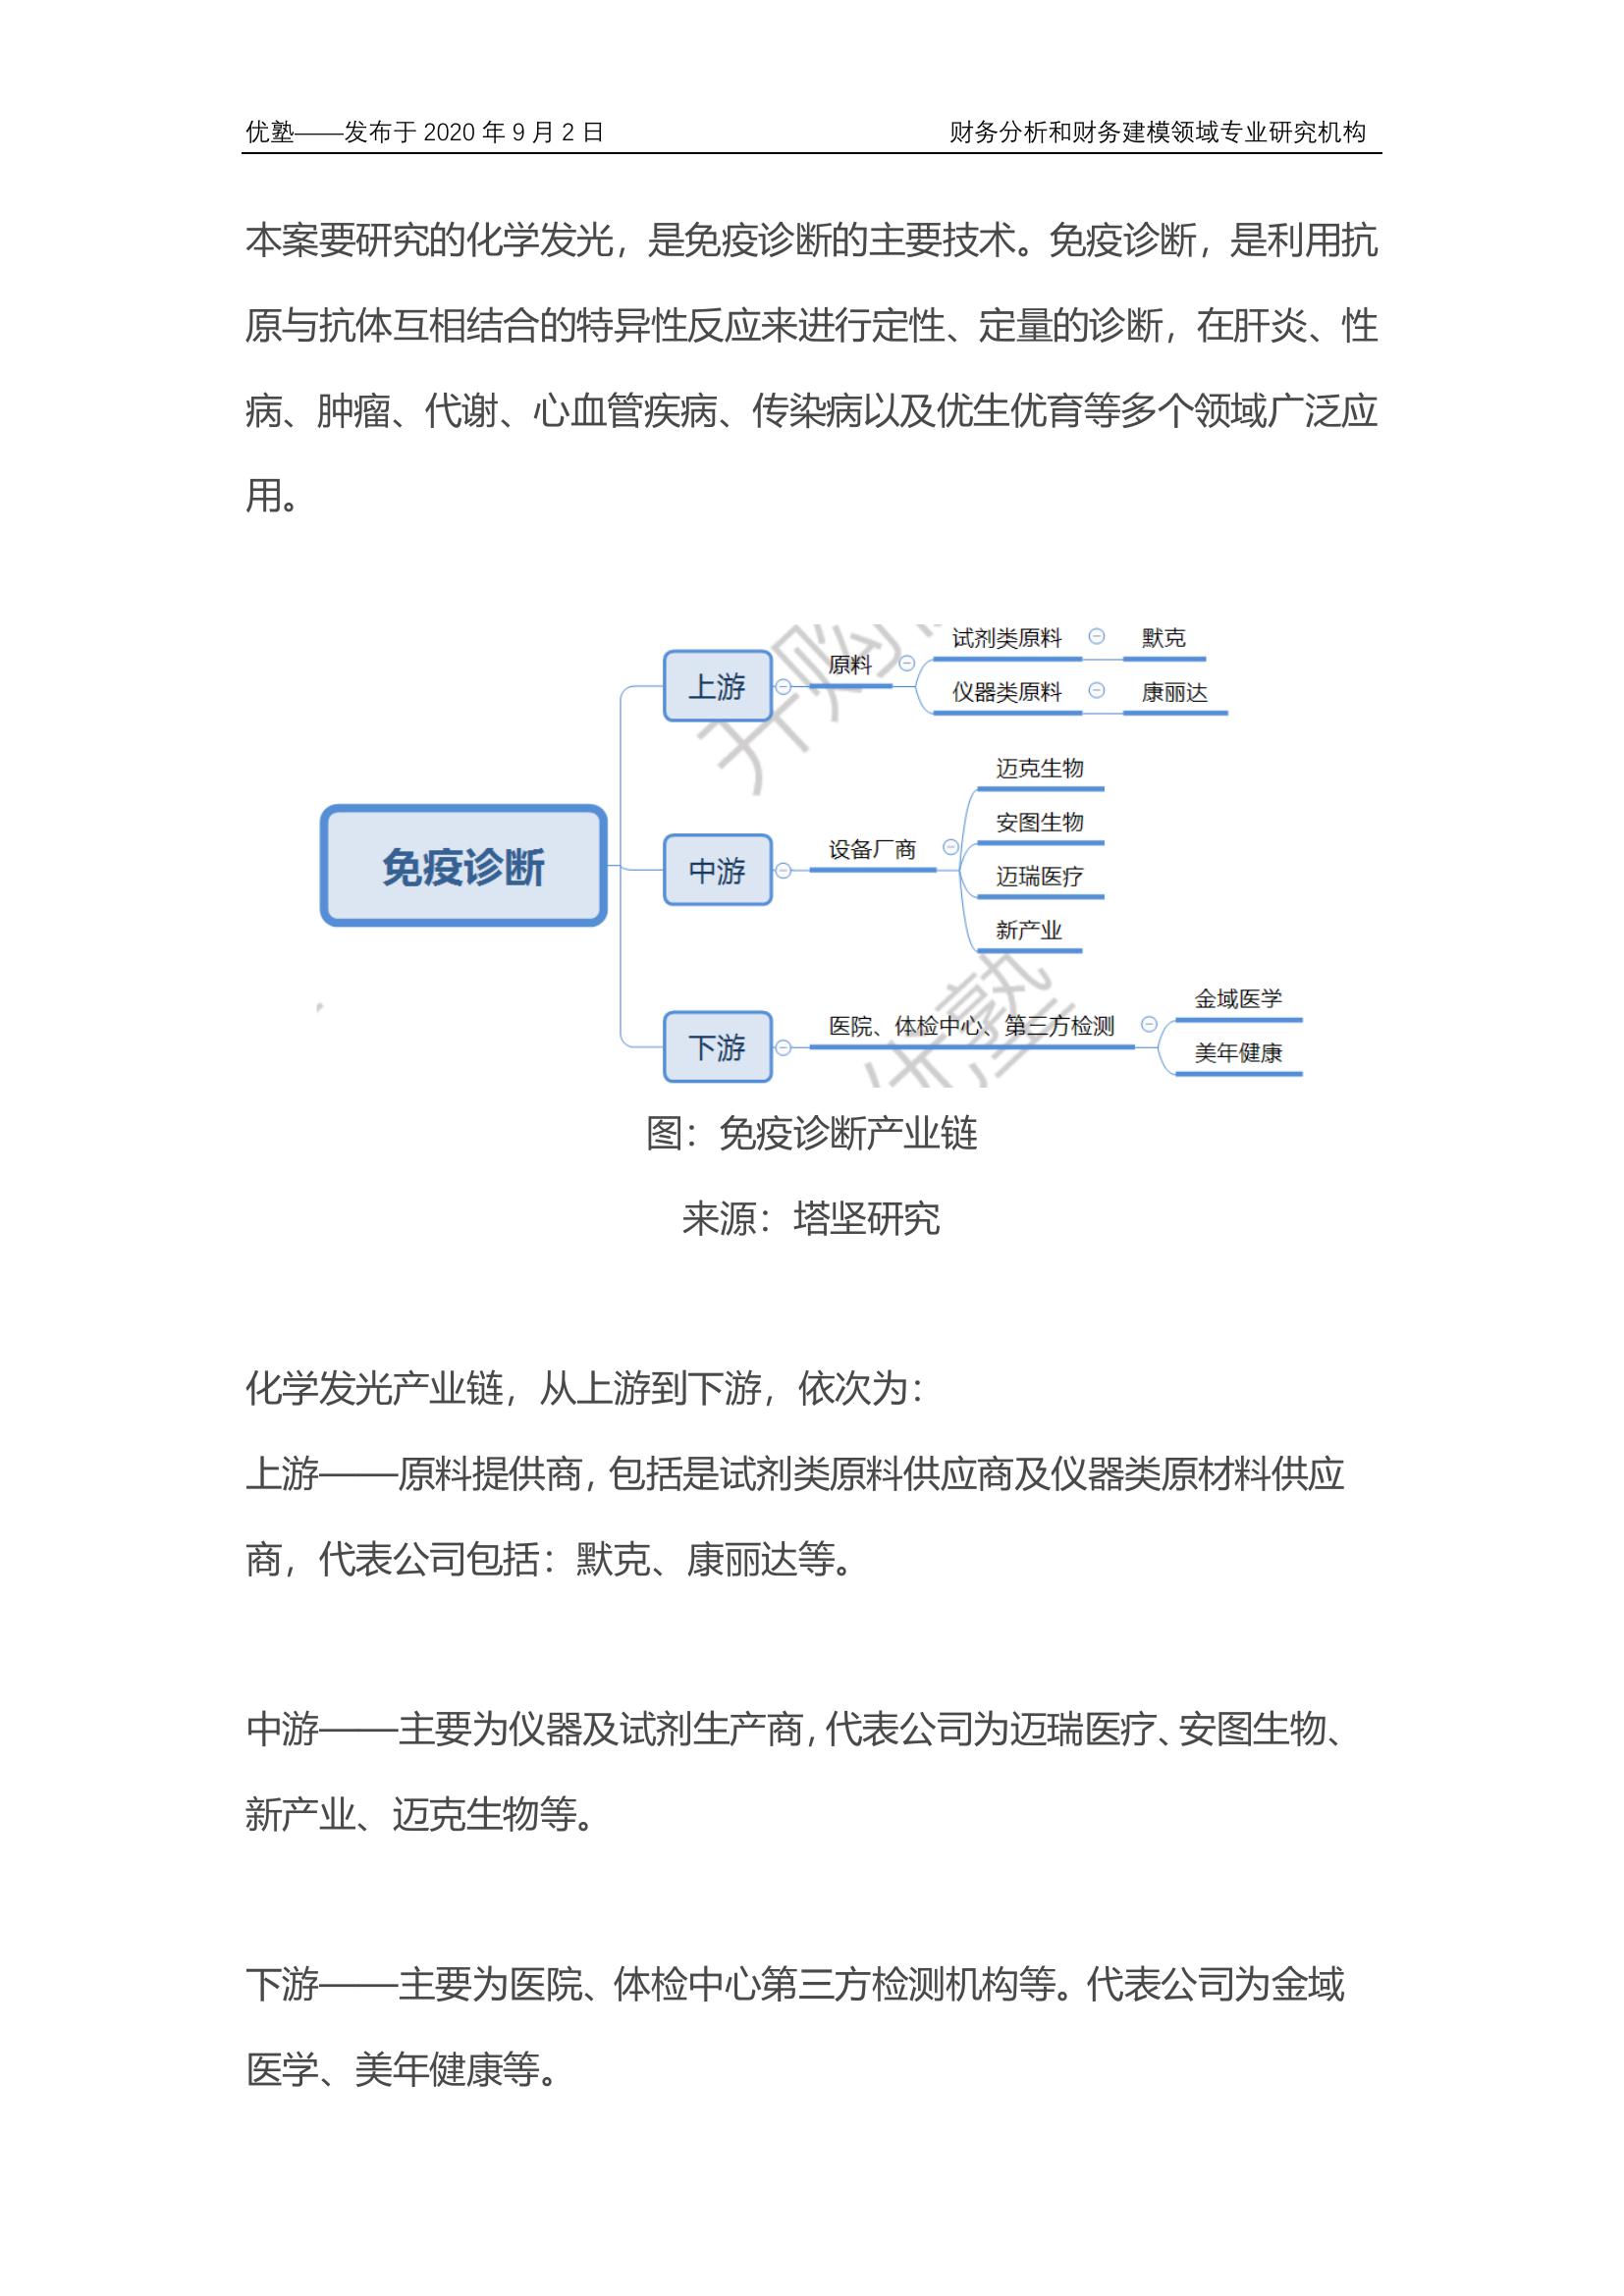 优塾——发布于 2020 年 9 月 2 日 财务分析和财务建模领域专业研究机构
本案要研究的化学发光，是免疫诊断的主要技术。免疫诊断，是利用抗
原与抗体互相结合的特异性反应来进行定性、定量的诊断，在肝炎、性
病、肿瘤、代谢、心血管疾病、传染病以及优生优育等多个领域广泛应
用。
免疫诊断
上游
原料
试剂类原料
默克
仪器类原料
康丽达
中游
设备厂商
迈克生物
安图生物
迈瑞医疗
新产业
下游
医院、体检中心、第三方检测
金域医学
美年健康
优塾
图：免疫诊断产业链
来源：塔坚研究
化学发光产业链，从上游到下游，依次为：
上游——原料提供商，包括是试剂类原料供应商及仪器类原材料供应
商，代表公司包括：默克、康丽达等。
中游——主要为仪器及试剂生产商，代表公司为迈瑞医疗、安图生物、
新产业、迈克生物等。
下游——主要为医院、体检中心第三方检测机构等。代表公司为金域
医学、美年健康等。